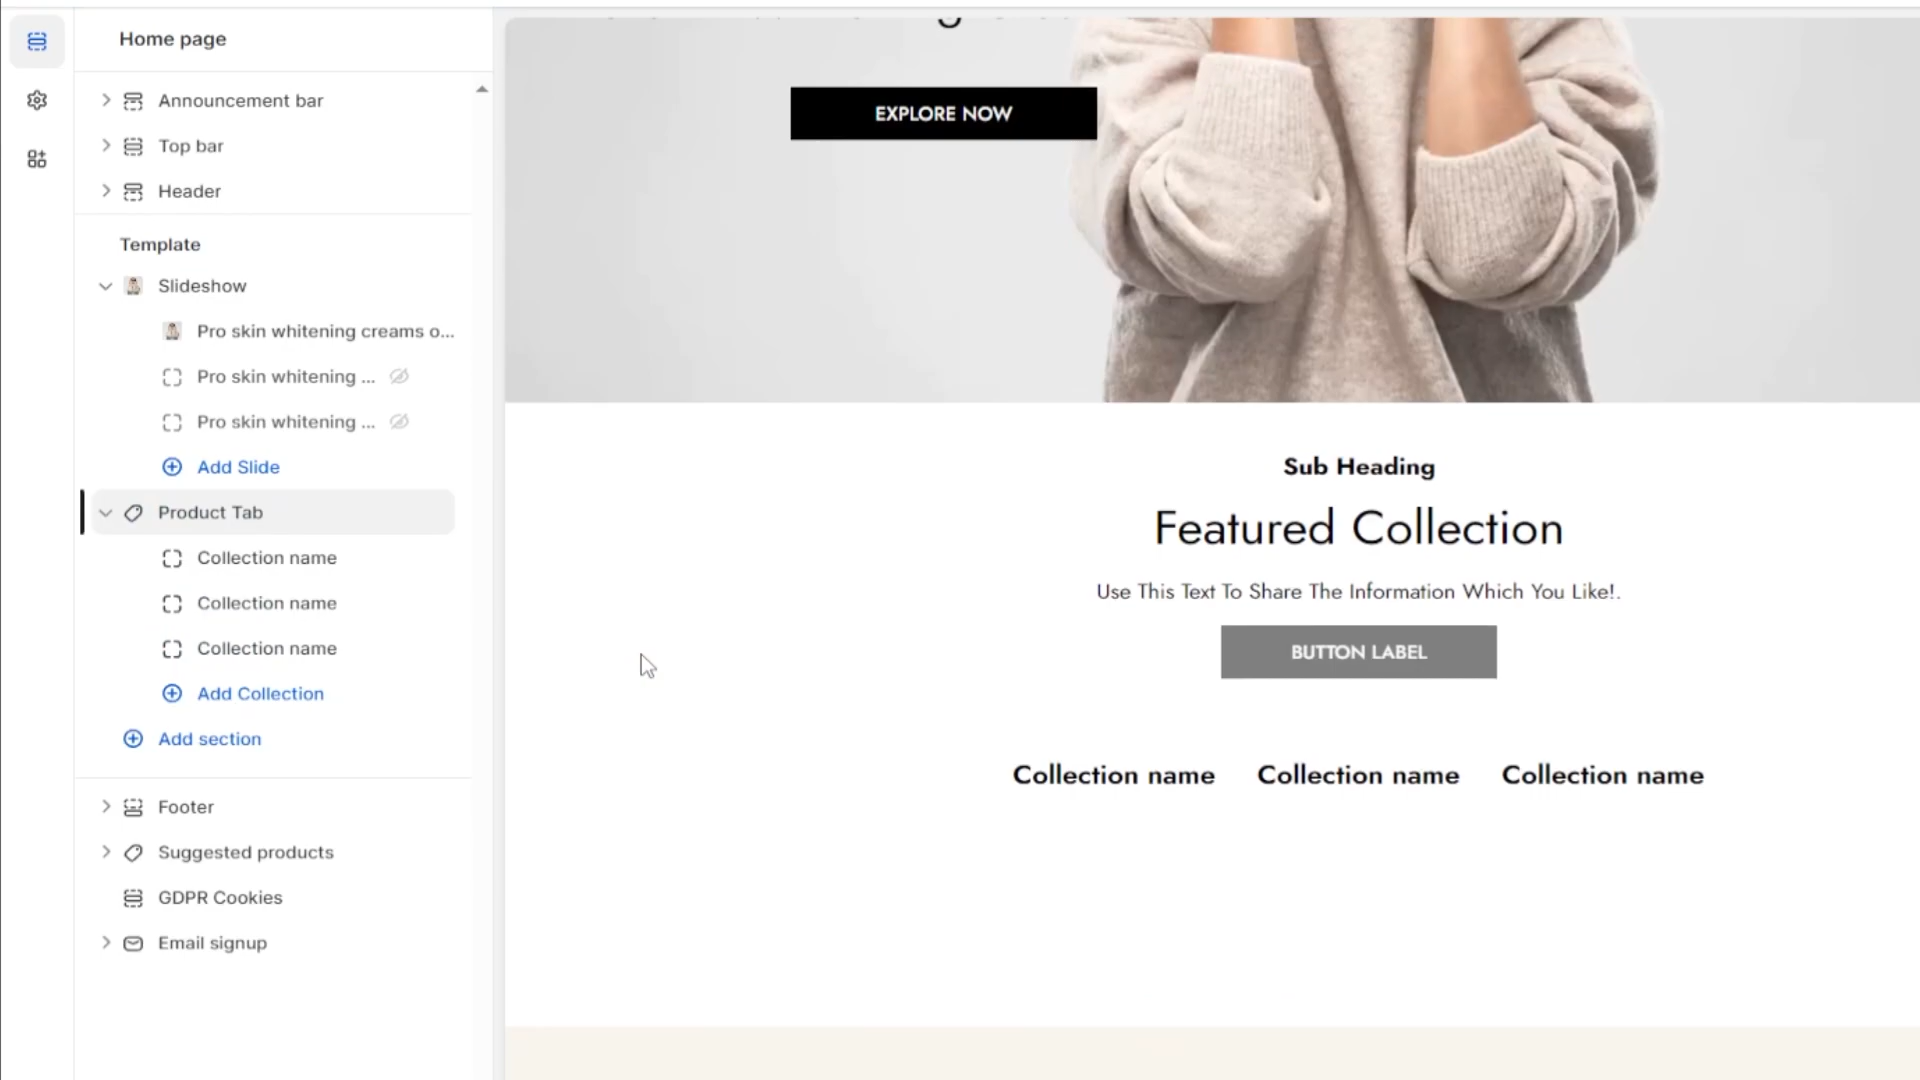 Home page
Announcement bar
Top bar
Header
Template
Slideshow
Pro skin whitening creams o...
Pro skin whitening ...
Pro skin whitening ...
Add Slide
Product Tab
Collection name
Collection name
Collection name
Add Collection
Add section
Footer
Suggested products
GDPR Cookies
Email signup
EXPLORE NOW
Sub Heading
Featured Collection
Use This Text To Share The Information Which You Like!.
BUTTON LABEL
Collection name Collection name Collection name